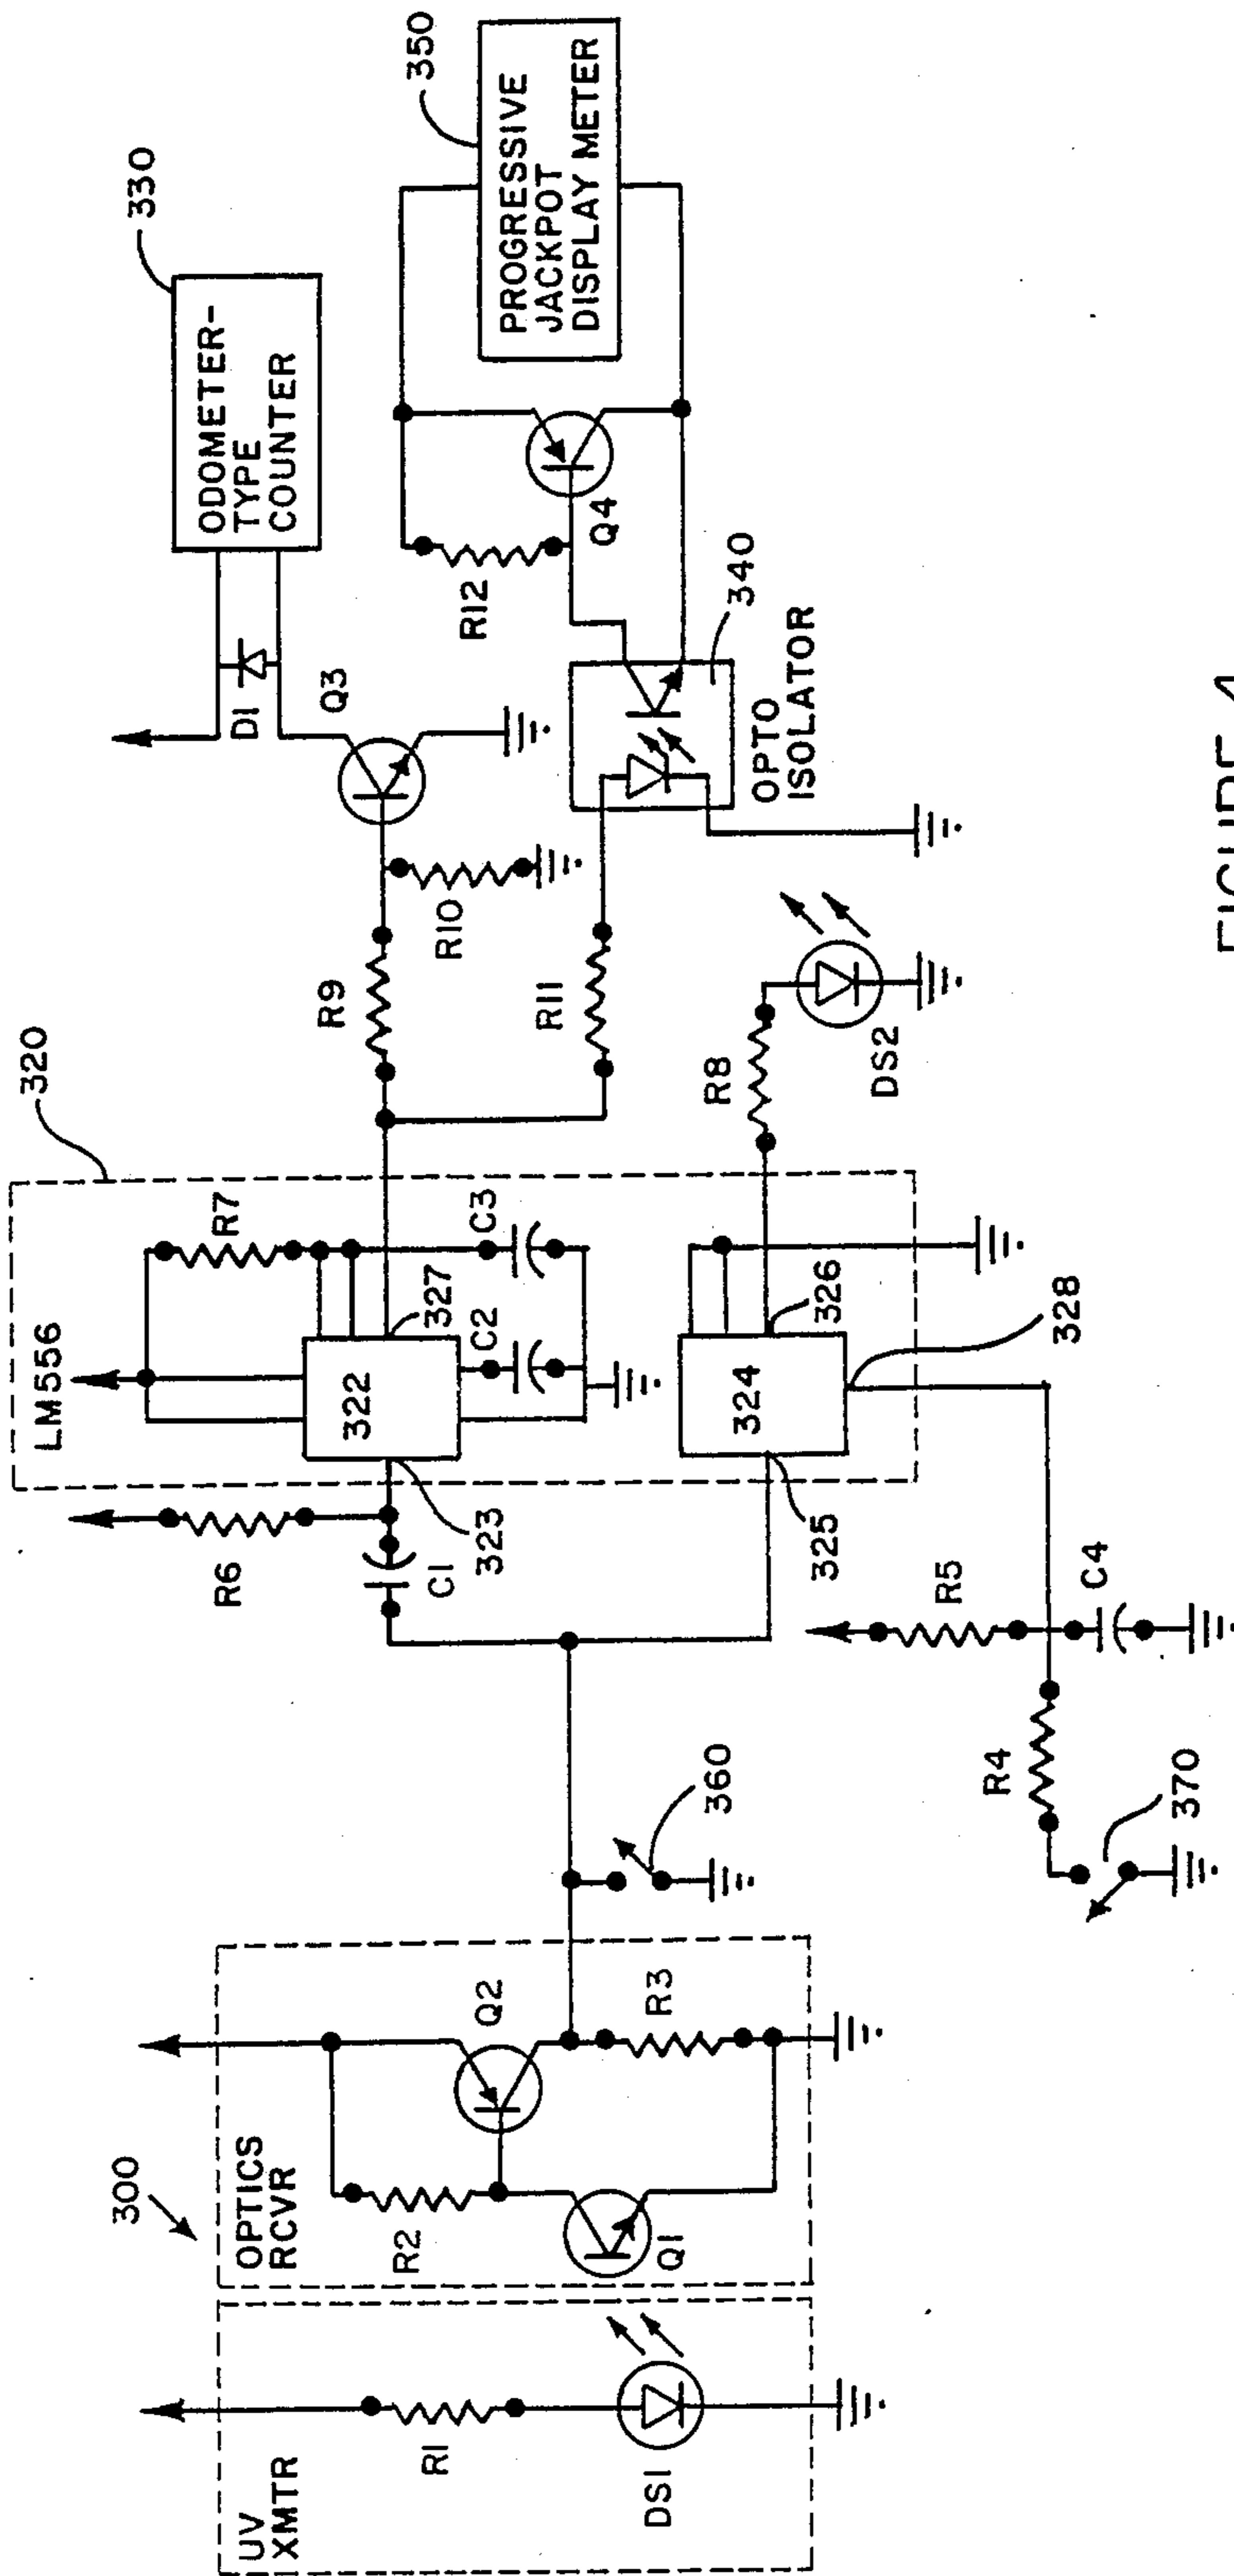 300
UV
XMTR
R1
DS1
OPTICS
RCVR
R2
Q1
Q2
R3
360
R4
370
R5
C4
R6
C1
323
325
LM556
320
322
R7
327
C2
C3
324
326
328
R8
DS2
R9
R10
R11
Q3
D1
330
ODOMETER-
TYPE
COUNTER
OPTO
ISOLATOR
340
R12
Q4
350
PROGRESSIVE
JACKPOT
DISPLAY METER
FIGURE 4